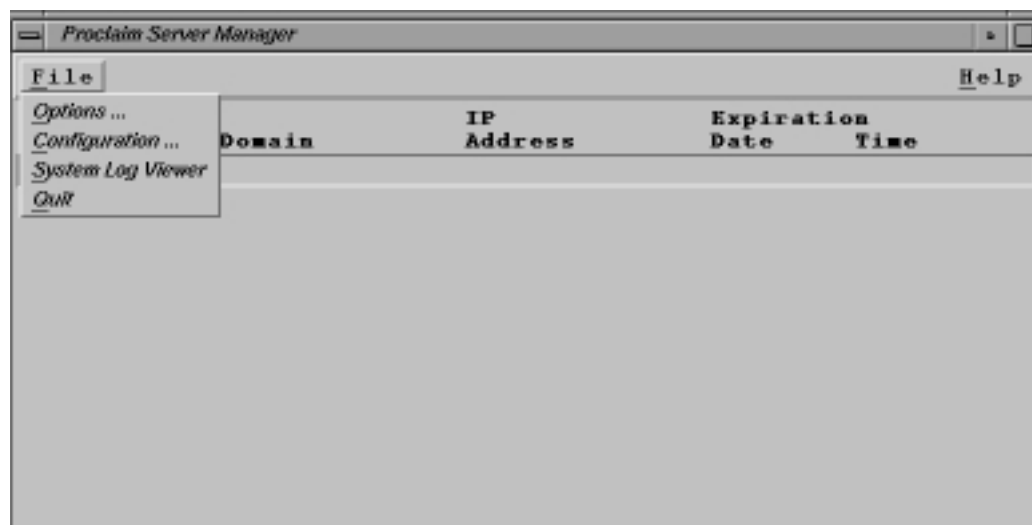 Proclaim Server Manager
File Help
Options ...
Configuration ...
System Log Viewer
Quit
IP Expiration
Domain Address Date Time